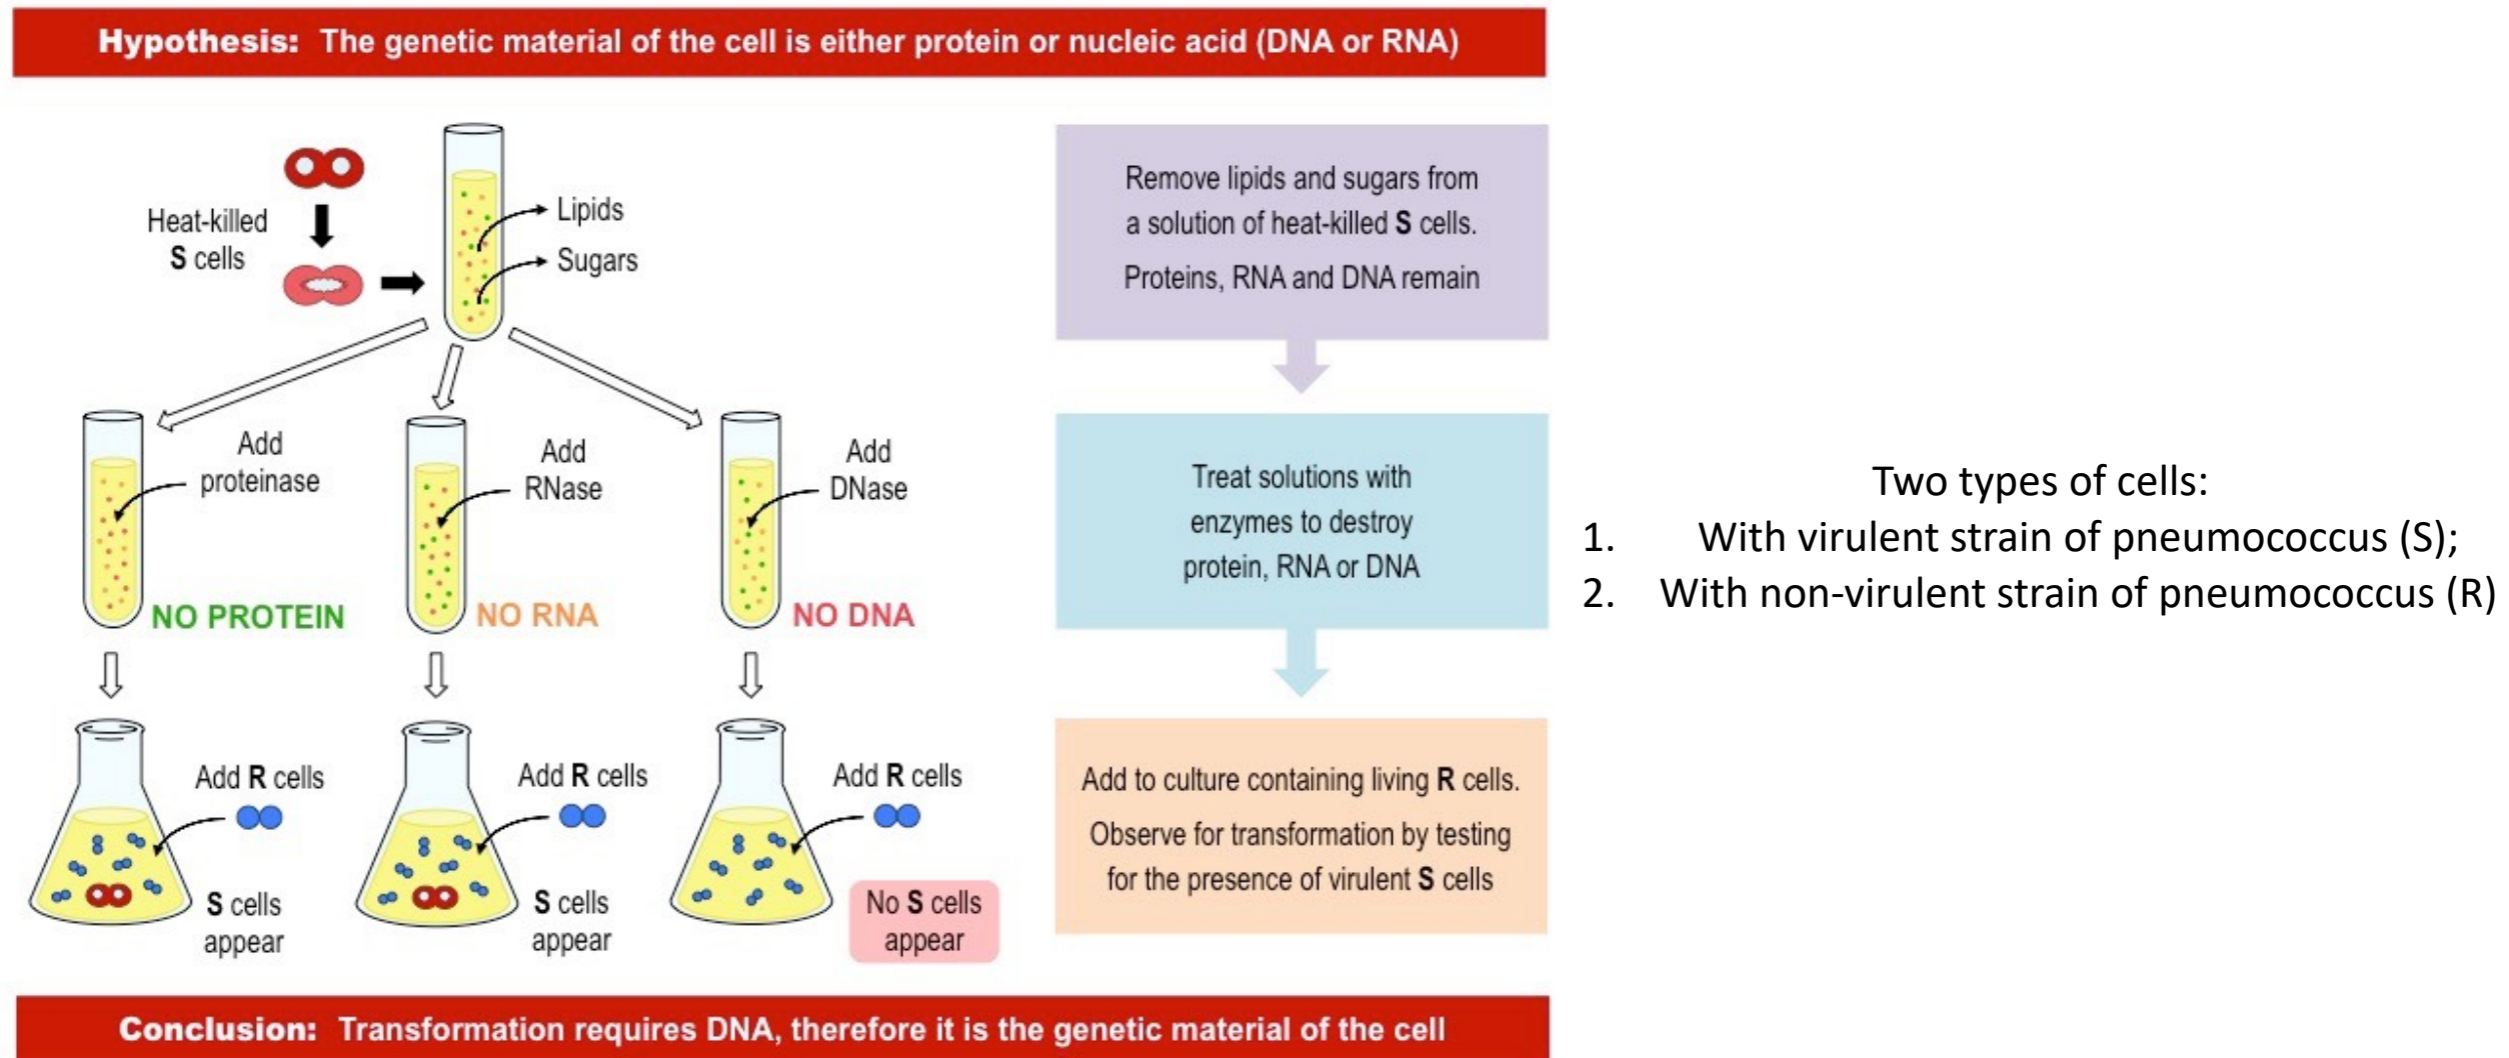 Hypothesis: The genetic material of the cell is either protein or nucleic acid (DNA or RNA)
Heat-killed
S cells
Lipids
Sugars
Remove lipids and sugars from
a solution of heat-killed S cells.
Proteins, RNA and DNA remain
Add
proteinase
NO PROTEIN
Add
RNase
NO RNA
Add
DNase
NO DNA
Treat solutions with
enzymes to destroy
protein, RNA or DNA
Two types of cells:
1. With virulent strain of pneumococcus (S);
2. With non-virulent strain of pneumococcus (R)
Add R cells
S cells
appear
Add R cells
S cells
appear
Add R cells
No S cells
appear
Add to culture containing living R cells.
Observe for transformation by testing
for the presence of virulent S cells
Conclusion: Transformation requires DNA, therefore it is the genetic material of the cell